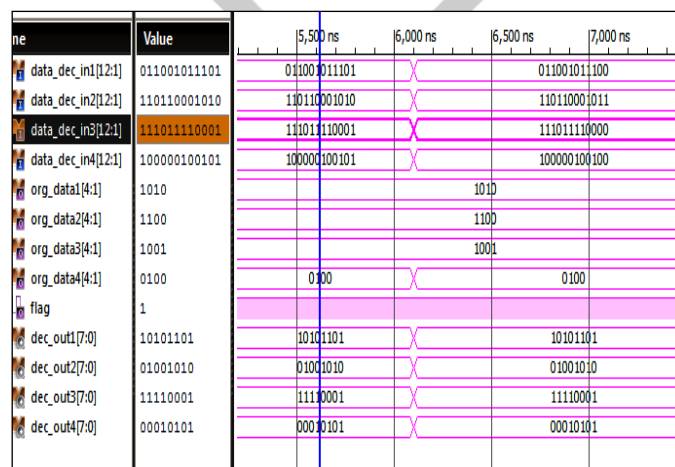 ne Value 5,500 ns 6,000 ns 6,500 ns 7,000 ns
data_dec_in1[12:1] 011001011101 011001011101 011001011100
data_dec_in2[12:1] 110110001010 110110001010 110110001011
data_dec_in3[12:1] 111011110001 111011110001 111011110000
data_dec_in4[12:1] 100000100101 100000100101 100000100100
org_data1[4:1] 1010 1010
org_data2[4:1] 1100 1100
org_data3[4:1] 1001 1001
org_data4[4:1] 0100 0100 0100
flag 1
dec_out1[7:0] 10101101 10101101 10101101
dec_out2[7:0] 01001010 01001010 01001010
dec_out3[7:0] 11110001 11110001 11110001
dec_out4[7:0] 00010101 00010101 00010101